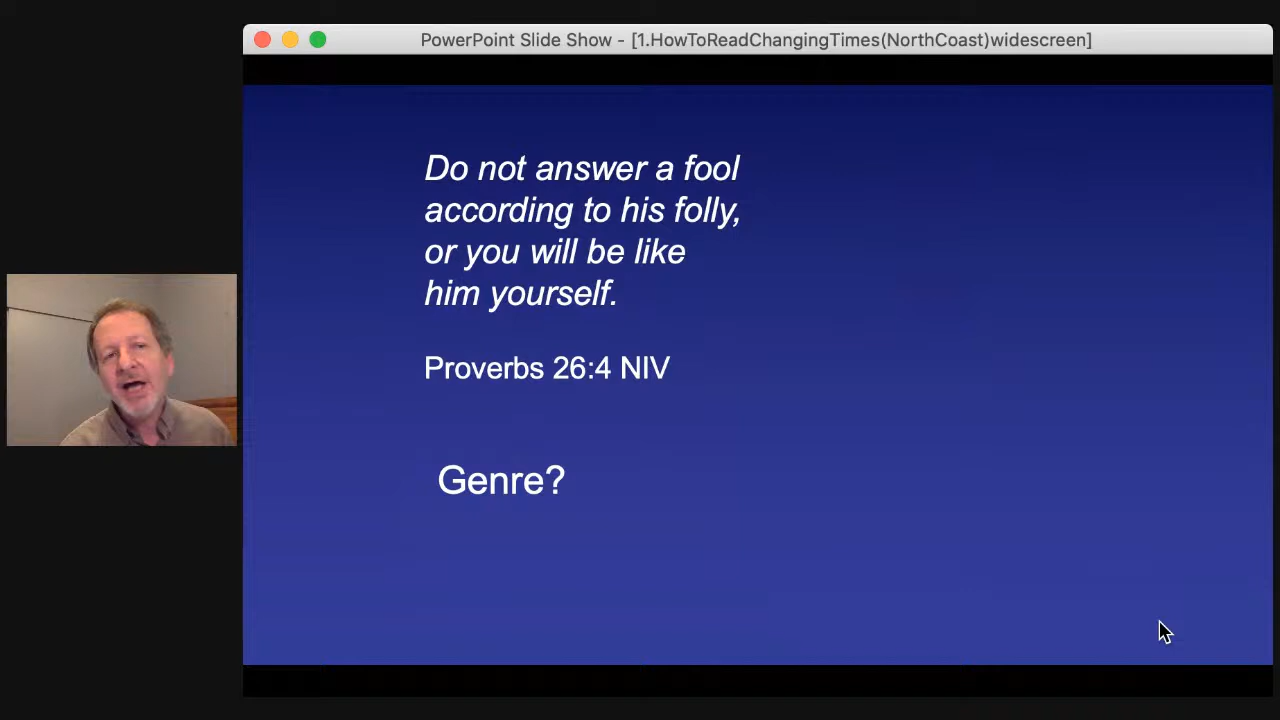 PowerPoint Slide Show - [1.HowToReadChangingTimes(NorthCoast)widescreen]
Do not answer a fool
according to his folly,
or you will be like
him yourself.
Proverbs 26:4 NIV
Genre?